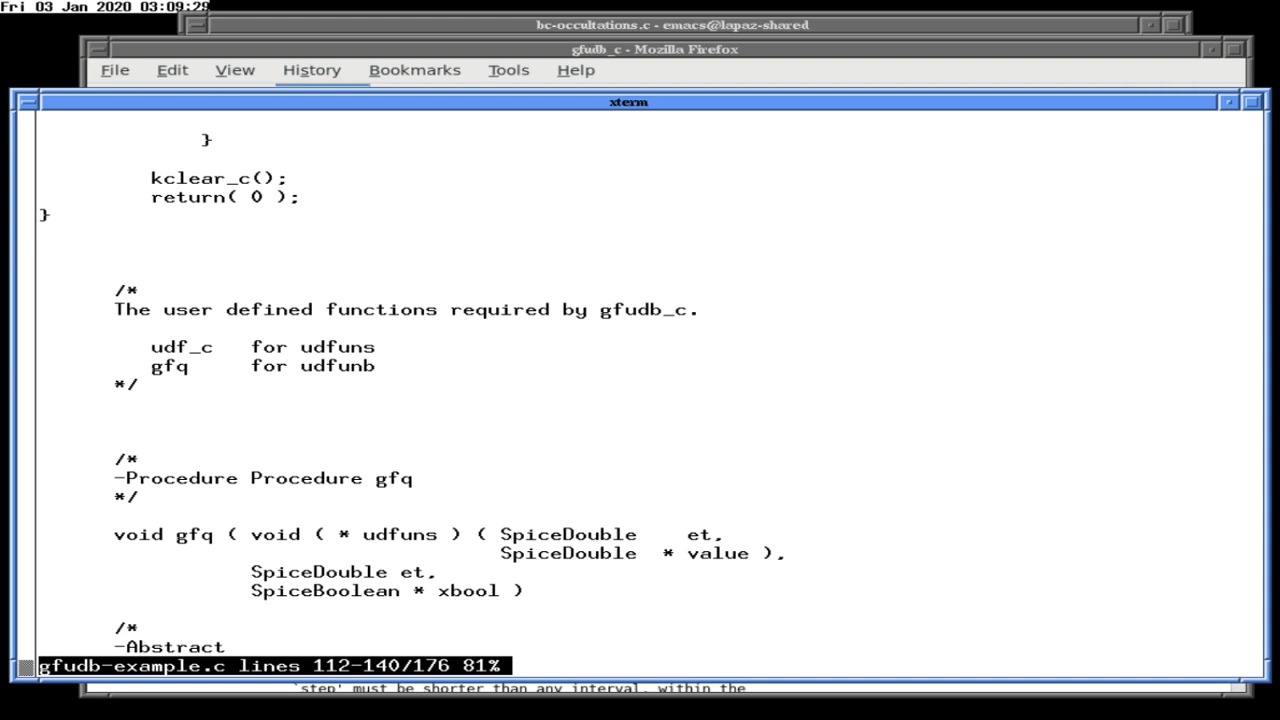 Fri 03 Jan 2020 03:09:29
bc-occultations.c - emacs@lapaz-shared
gfudb_c - Mozilla Firefox
File Edit View History Bookmarks Tools Help
xterm
}
kclear_c();
return( 0 );
}
/*
The user defined functions required by gfudb_c.
udf_c for udfuns
gfq for udfunb
*/
/*
-Procedure Procedure gfq
*/
void gfq ( void ( * udfuns ) ( SpiceDouble et,
SpiceDouble * value ),
SpiceDouble et,
SpiceBoolean * xbool )
/*
-Abstract
gfudb-example.c lines 112-140/176 81%
`step' must be shorter than any interval, within the